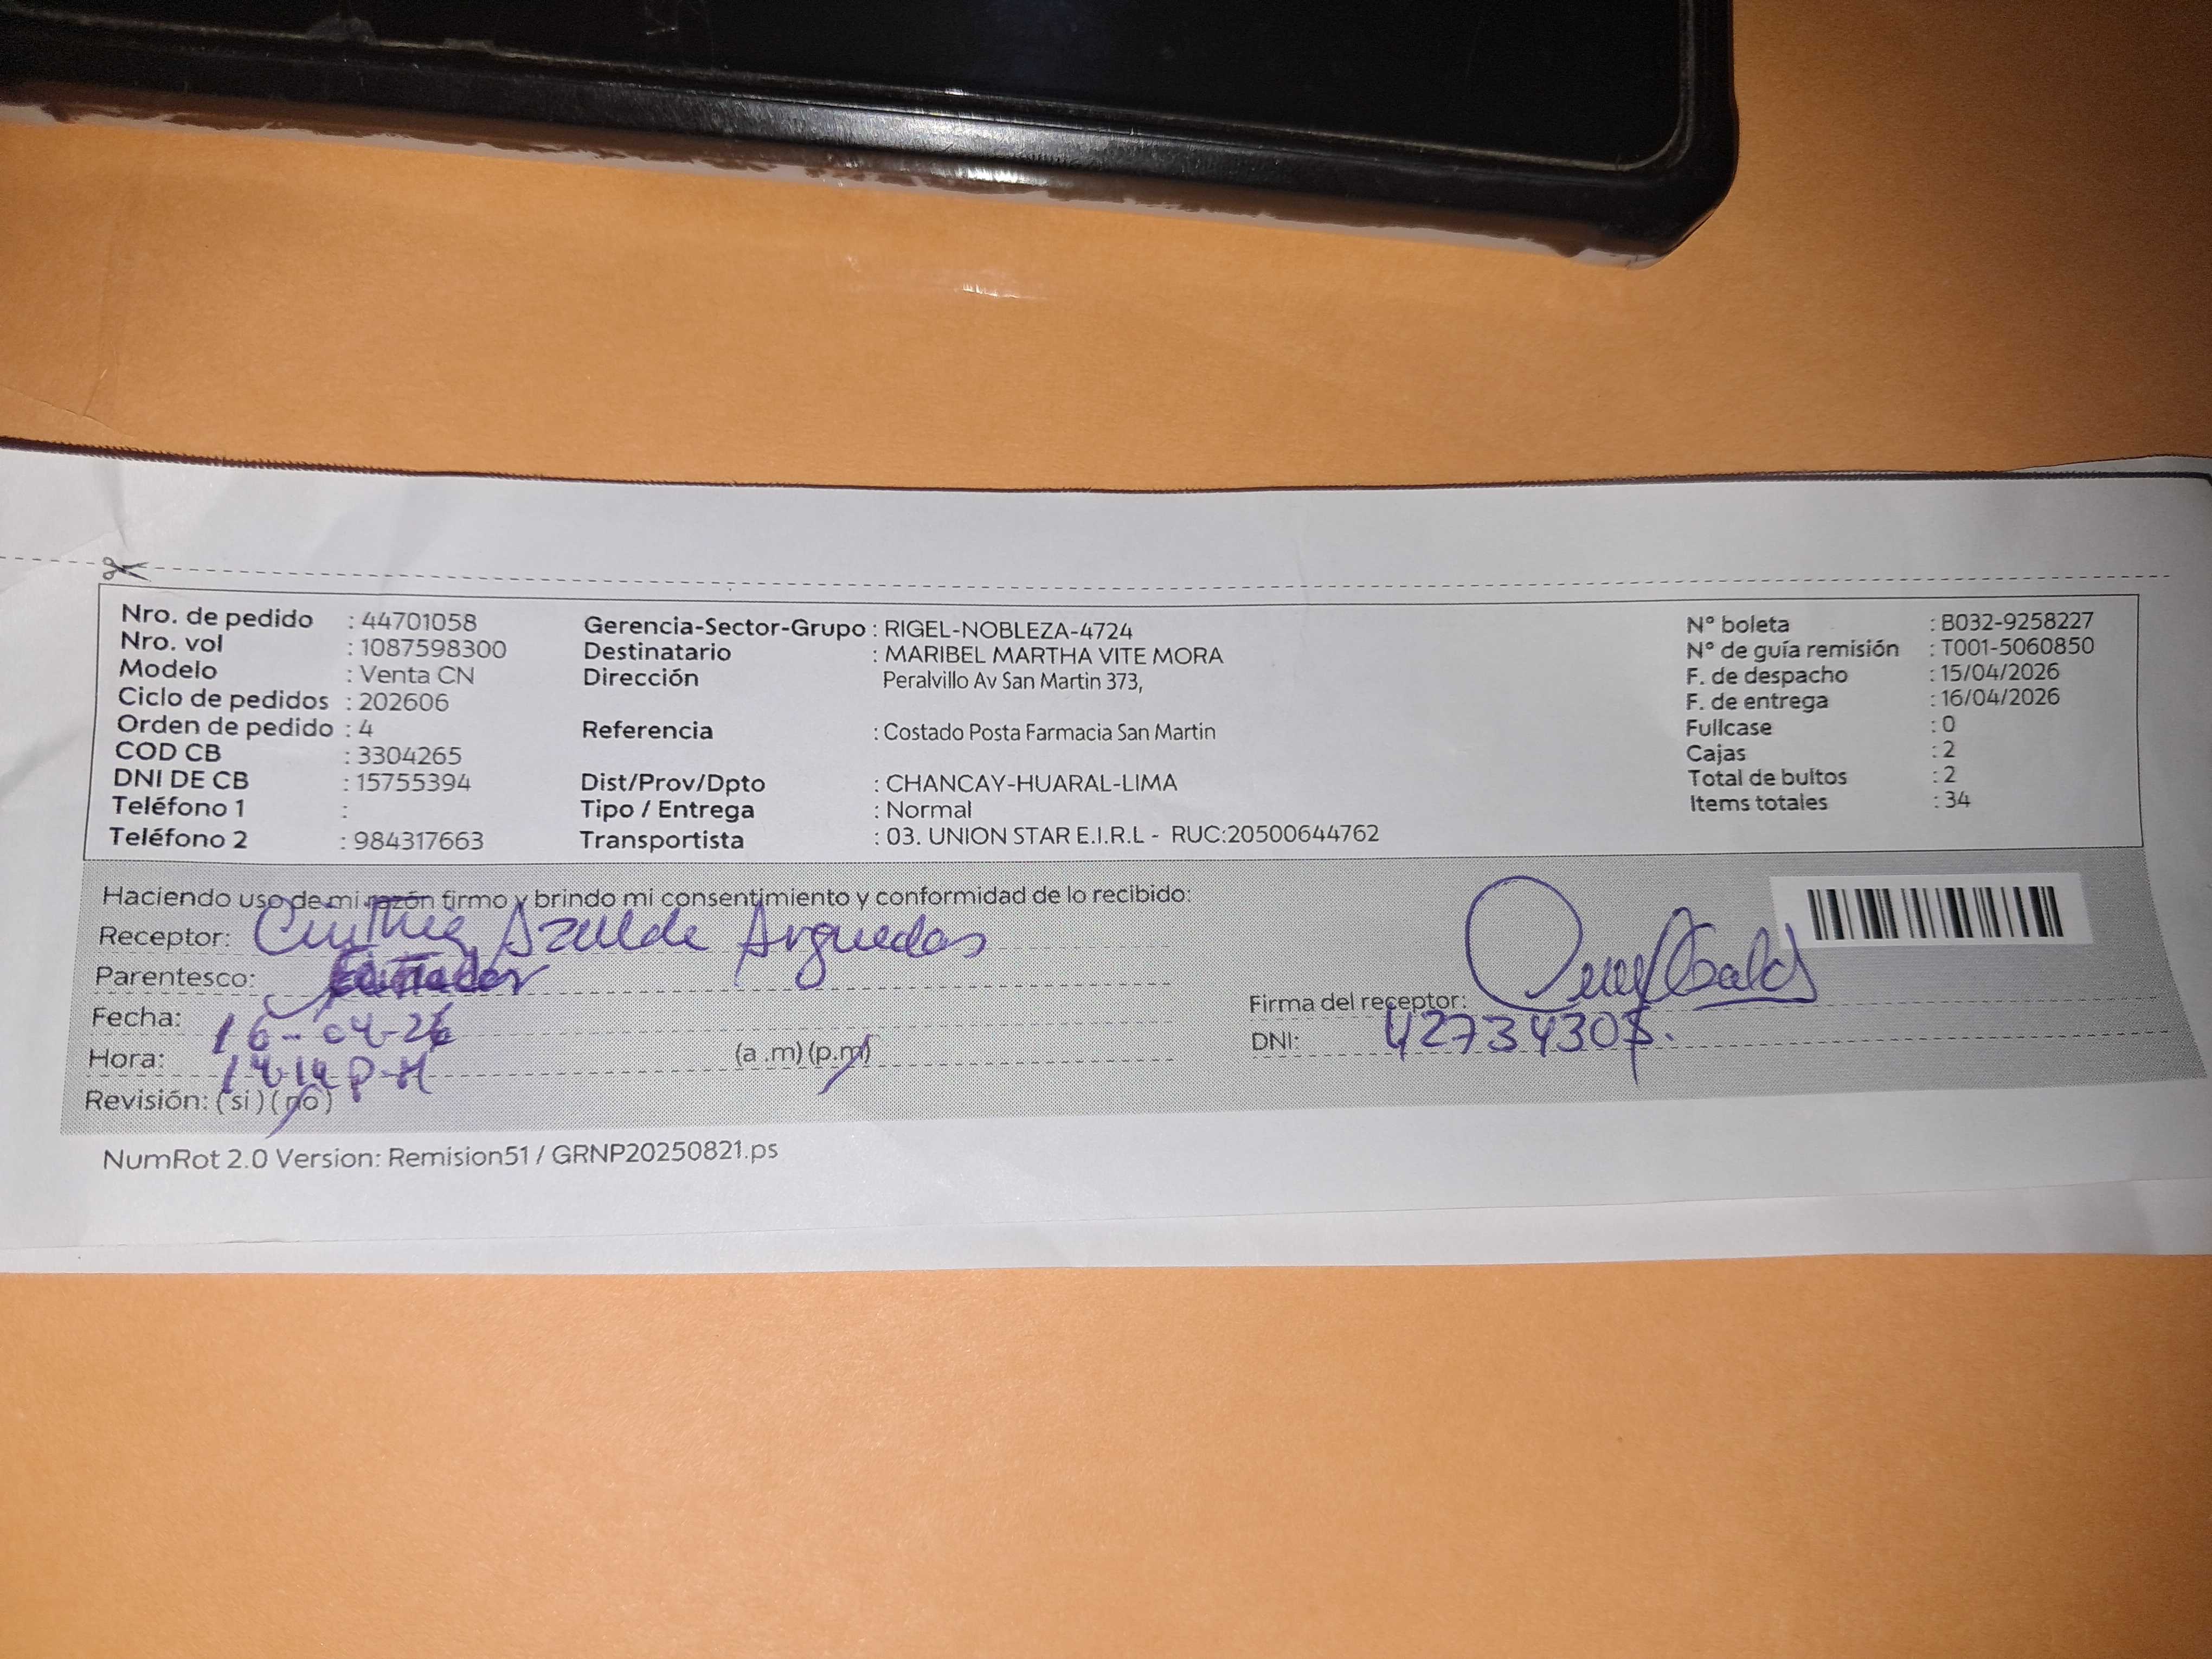 Nro. de pedido : 44701058
Nro. vol : 1087598300
Modelo : Venta CN
Ciclo de pedidos : 202606
Orden de pedido : 4
COD CB : 3304265
DNI DE CB : 15755394
Teléfono 1 :
Teléfono 2 : 984317663
Gerencia-Sector-Grupo : RIGEL-NOBLEZA-4724
Destinatario : MARIBEL MARTHA VITE MORA
Dirección Peralvillo Av San Martin 373,
Referencia : Costado Posta Farmacia San Martin
Dist/Prov/Dpto : CHANCAY-HUARAL-LIMA
Tipo / Entrega : Normal
Transportista : 03. UNION STAR E.I.R.L - RUC:20500644762
N° boleta : B032-9258227
N° de guía remisión : T001-5060850
F. de despacho : 15/04/2026
F. de entrega : 16/04/2026
Fullcase : 0
Cajas : 2
Total de bultos : 2
Items totales : 34
Haciendo uso de mi razón firmo y brindo mi consentimiento y conformidad de lo recibido:
Receptor: Cinthia Arguedas
Parentesco:
Fecha: 16-04-26
Hora: (a .m) (p.m)
Revisión: (si) (no)
Firma del receptor:
DNI:
NumRot 2.0 Version: Remision51 / GRNP20250821.ps